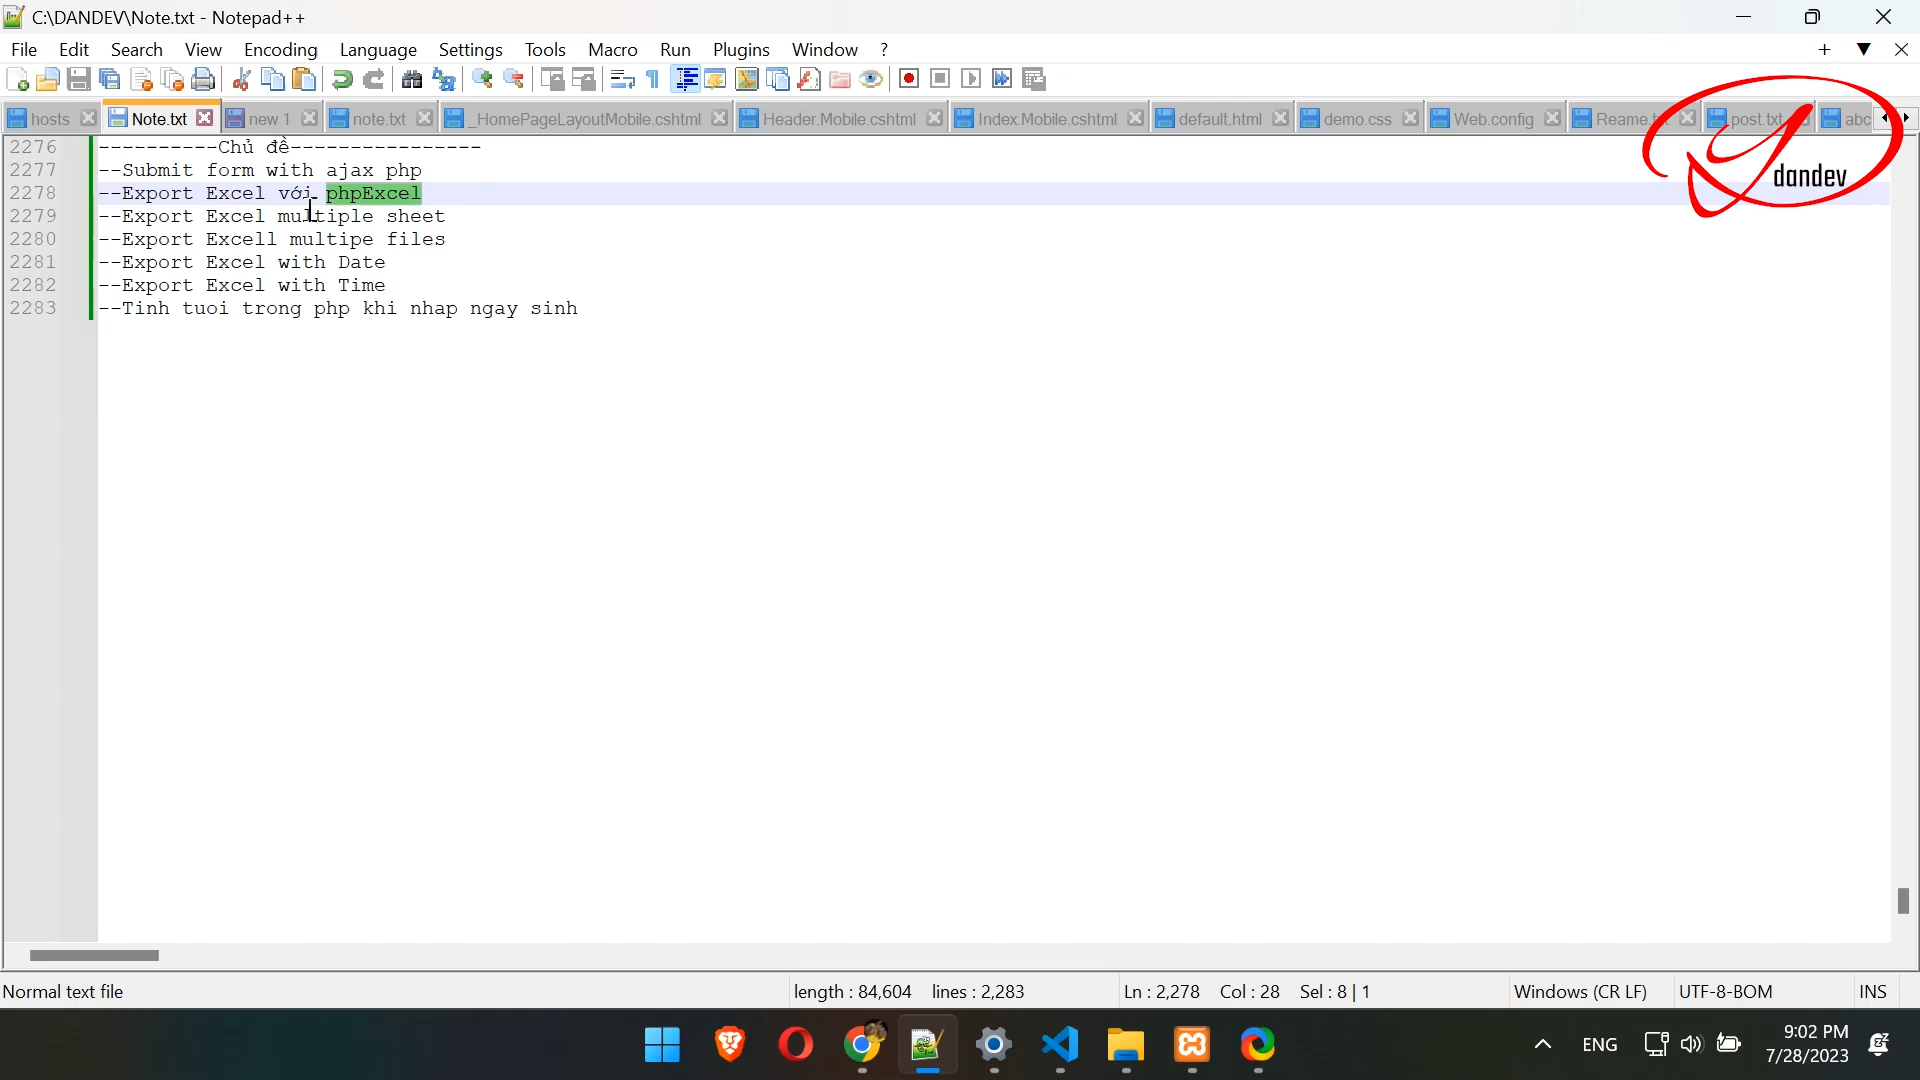 C:\DANDEV\Note.txt - Notepad++
File Edit Search View Encoding Language Settings Tools Macro Run Plugins Window ?
hosts Note.txt new 1 note.txt _HomePageLayoutMobile.cshtml Header.Mobile.cshtml Index.Mobile.cshtml default.html demo.css Web.config post.txt abc
dandev
2276 ----------Chủ đề----------------
2277 --Submit form with ajax php
2278 --Export Excel với phpExcel
2279 --Export Excel multiple sheet
2280 --Export Excell multipe files
2281 --Export Excel with Date
2282 --Export Excel with Time
2283 --Tinh tuoi trong php khi nhap ngay sinh
Normal text file length : 84,604 lines : 2,283 Ln : 2,278 Col : 28 Sel : 8 | 1 Windows (CR LF) UTF-8-BOM INS
ENG 9:02 PM
7/28/2023